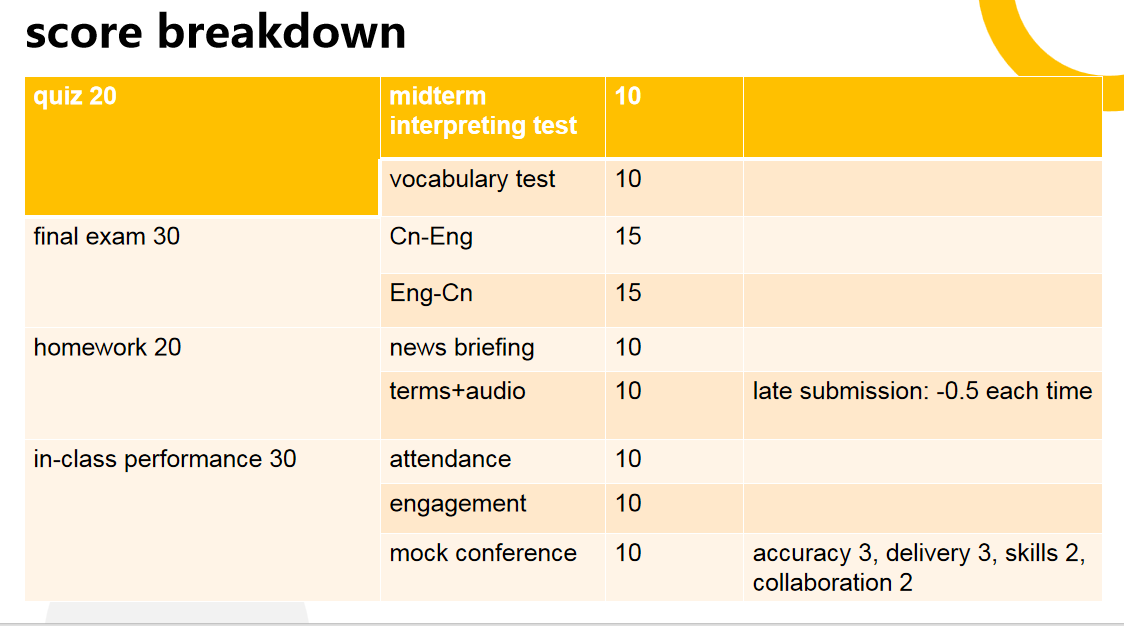 score breakdown
quiz 20
midterm
interpreting test
10
vocabulary test
10
final exam 30
Cn-Eng
15
Eng-Cn
15
homework 20
news briefing
10
terms+audio
10
late submission: -0.5 each time
in-class performance 30
attendance
10
engagement
10
mock conference
10
accuracy 3, delivery 3, skills 2,
collaboration 2